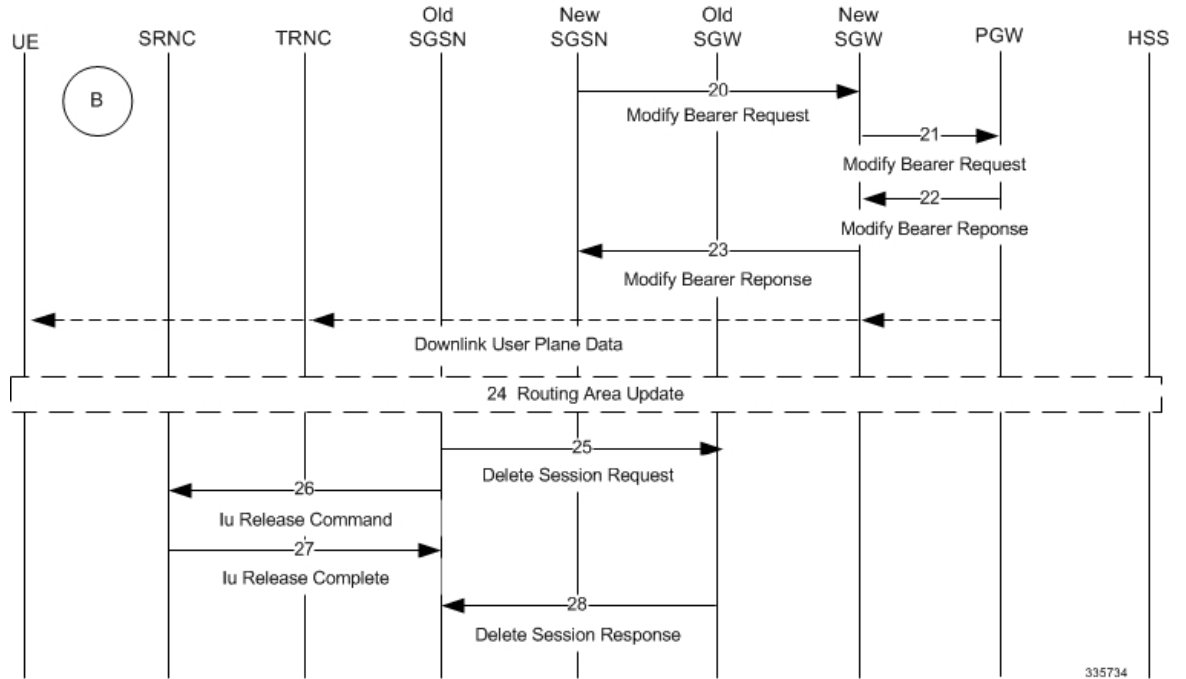 Old New Old New
UE SRNC TRNC SGSN SGSN SGW SGW PGW HSS
B
20
Modify Bearer Request
21
Modify Bearer Request
22
Modify Bearer Reponse
23
Modify Bearer Reponse
Downlink User Plane Data
24 Routing Area Update
25
Delete Session Request
26
Iu Release Command
27
Iu Release Complete
28
Delete Session Response
335734